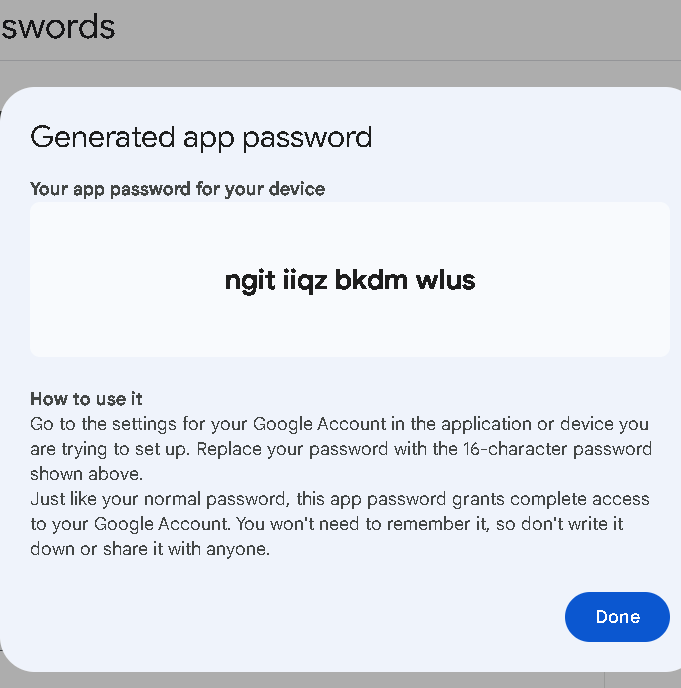 swords
Generated app password
Your app password for your device
ngit iiqz bkdm wlus
How to use it
Go to the settings for your Google Account in the application or device you
are trying to set up. Replace your password with the 16-character password
shown above.
Just like your normal password, this app password grants complete access
to your Google Account. You won't need to remember it, so don't write it
down or share it with anyone.
Done